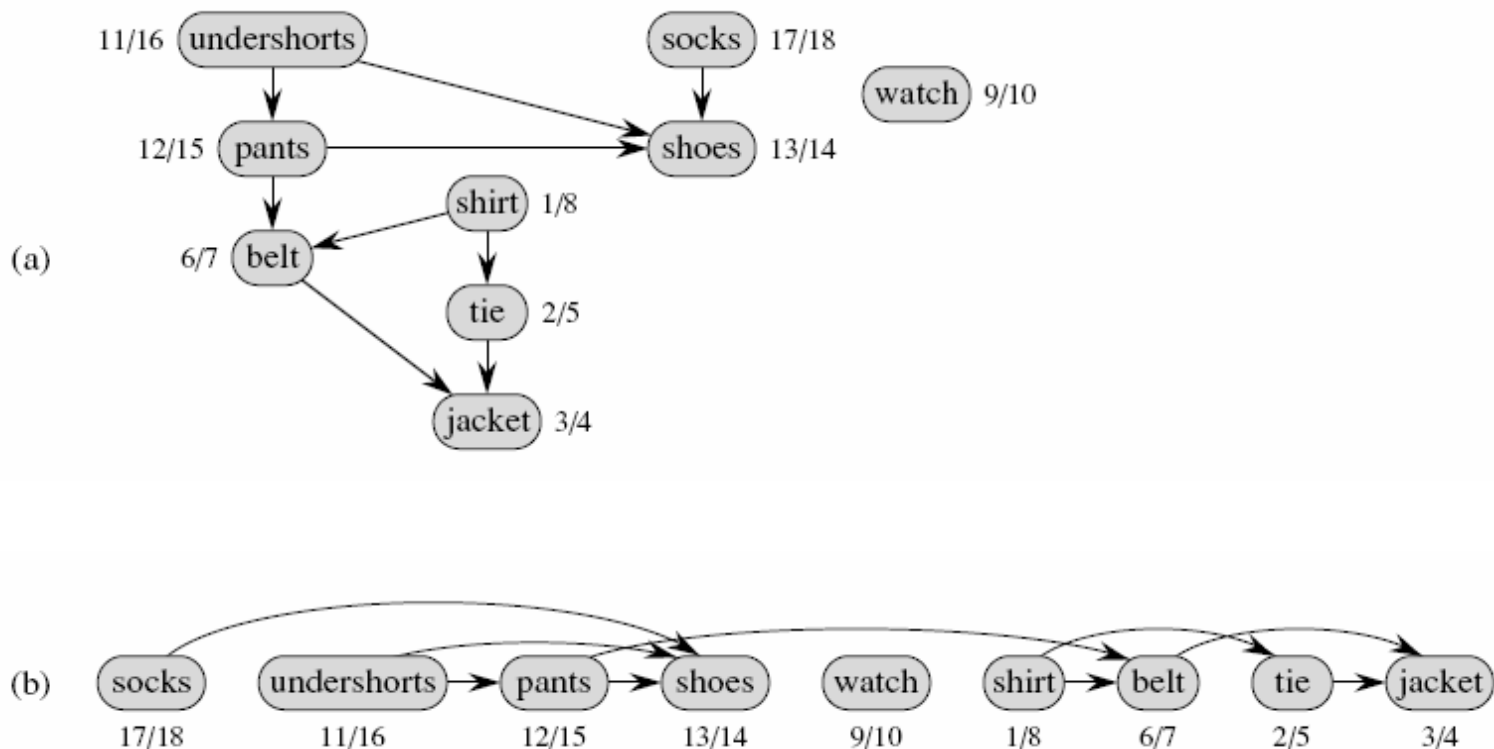 11/16 undershorts socks 17/18
watch 9/10
12/15 pants shoes 13/14
shirt 1/8
(a) 6/7 belt
tie 2/5
jacket 3/4
(b) socks undershorts pants shoes watch shirt belt tie jacket
17/18 11/16 12/15 13/14 9/10 1/8 6/7 2/5 3/4